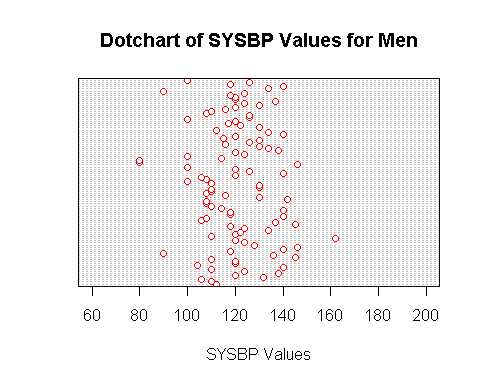 Dotchart of SYSBP Values for Men
60 80 100 120 140 160 180 200
SYSBP Values